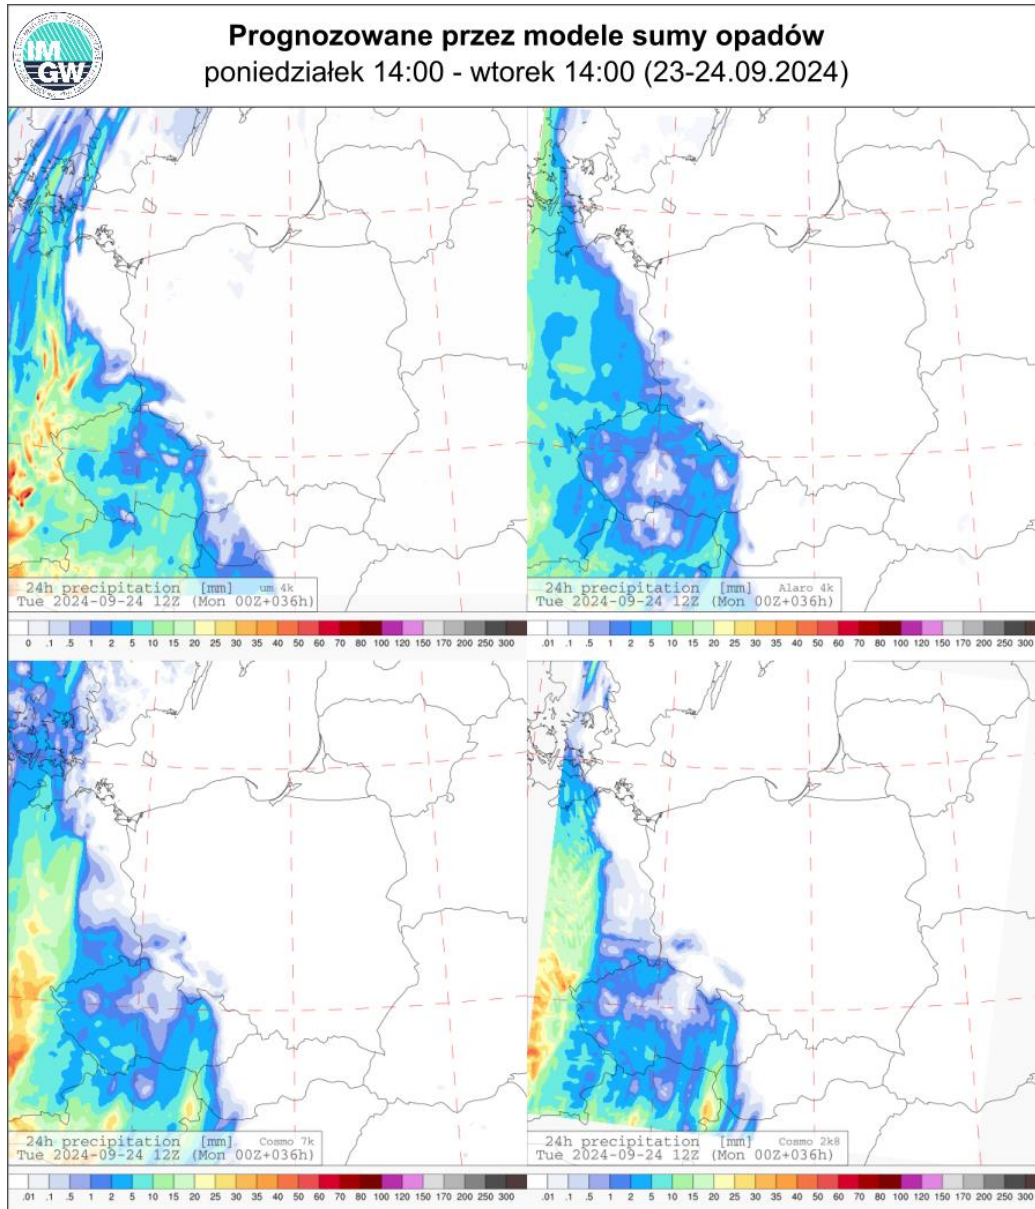 IM
GW
Prognozowane przez modele sumy opadów
poniedziałek 14:00 - wtorek 14:00 (23-24.09.2024)
24h precipitation [mm] um 4k
Tue 2024-09-24 12Z (Mon 00Z+036h)
0 .1 .5 1 2 5 10 15 20 25 30 35 40 50 60 70 80 100 120 150 170 200 250 300
24h precipitation [mm] Alaro 4k
Tue 2024-09-24 12Z (Mon 00Z+036h)
.01 .1 .5 1 2 5 10 15 20 25 30 35 40 50 60 70 80 100 120 150 170 200 250 300
24h precipitation [mm] Cosmo 7k
Tue 2024-09-24 12Z (Mon 00Z+036h)
.01 .1 .5 1 2 5 10 15 20 25 30 35 40 50 60 70 80 100 120 150 170 200 250 300
24h precipitation [mm] Cosmo 2k8
Tue 2024-09-24 12Z (Mon 00Z+036h)
.01 .1 .5 1 2 5 10 15 20 25 30 35 40 50 60 70 80 100 120 150 170 200 250 300